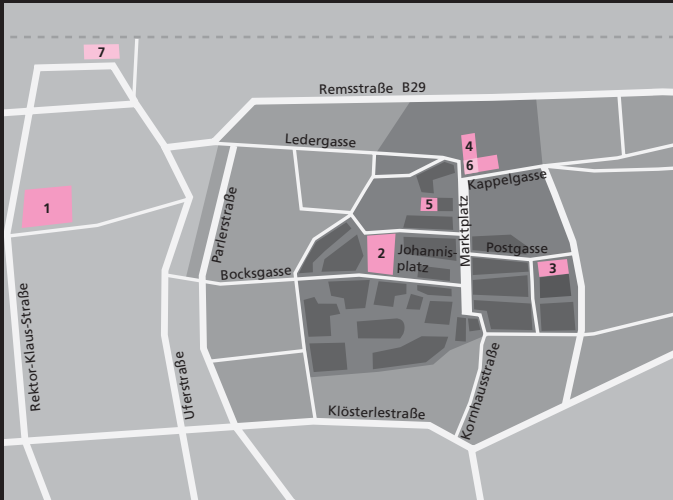 7
Remsstraße B29
Ledergasse
4
6
Kappelgasse
1
5
Parlerstraße
Marktplatz
2
Johannis-
platz
Postgasse
3
Bocksgasse
Rektor-Klaus-Straße
Uferstraße
Klösterlestraße
Kornhausstraße